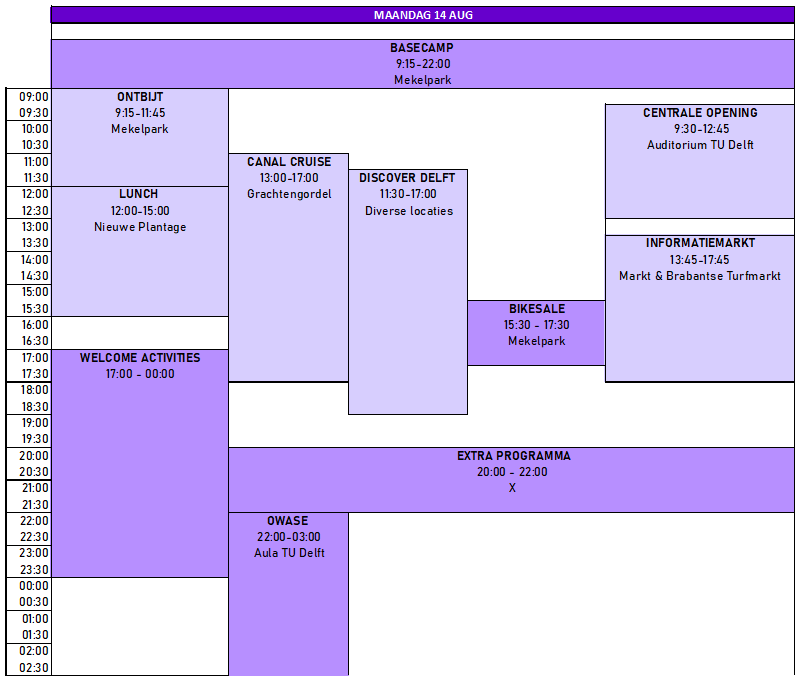 MAANDAG 14 AUG
BASECAMP
9:15-22:00
Mekelpark
09:00
09:30
10:00
10:30
11:00
11:30
12:00
12:30
13:00
13:30
14:00
14:30
15:00
15:30
16:00
16:30
17:00
17:30
18:00
18:30
19:00
19:30
20:00
20:30
21:00
21:30
22:00
22:30
23:00
23:30
00:00
00:30
01:00
01:30
02:00
02:30
ONTBIJT
9:15-11:45
Mekelpark
LUNCH
12:00-15:00
Nieuwe Plantage
WELCOME ACTIVITIES
17:00 - 00:00
CANAL CRUISE
13:00-17:00
Grachtengordel
DISCOVER DELFT
11:30-17:00
Diverse locaties
BIKESALE
15:30 - 17:30
Mekelpark
CENTRALE OPENING
9:30-12:45
Auditorium TU Delft
INFORMATIEMARKT
13:45-17:45
Markt & Brabantse Turfmarkt
EXTRA PROGRAMMA
20:00 - 22:00
X
OWASE
22:00-03:00
Aula TU Delft